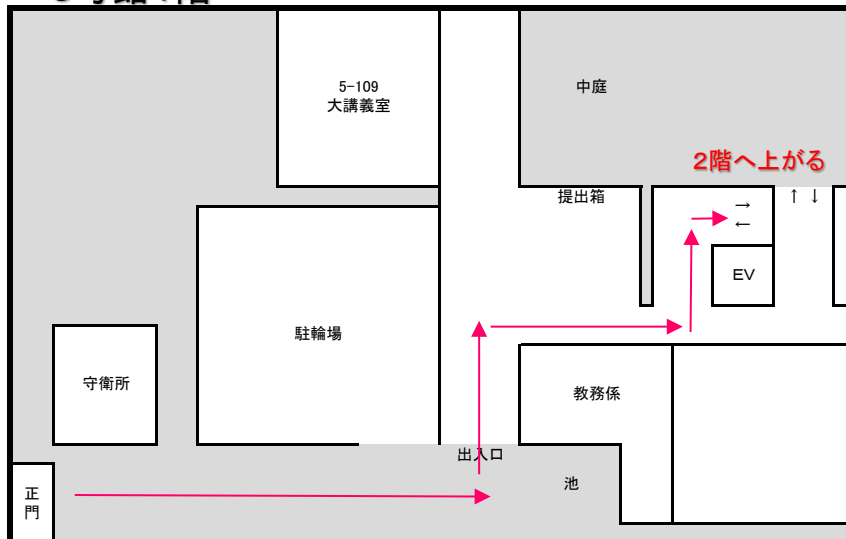 5-109
大講義室
中庭
2階へ上がる
提出箱
→
←
↑ ↓
EV
駐輪場
守衛所
教務係
出入口
池
正
門